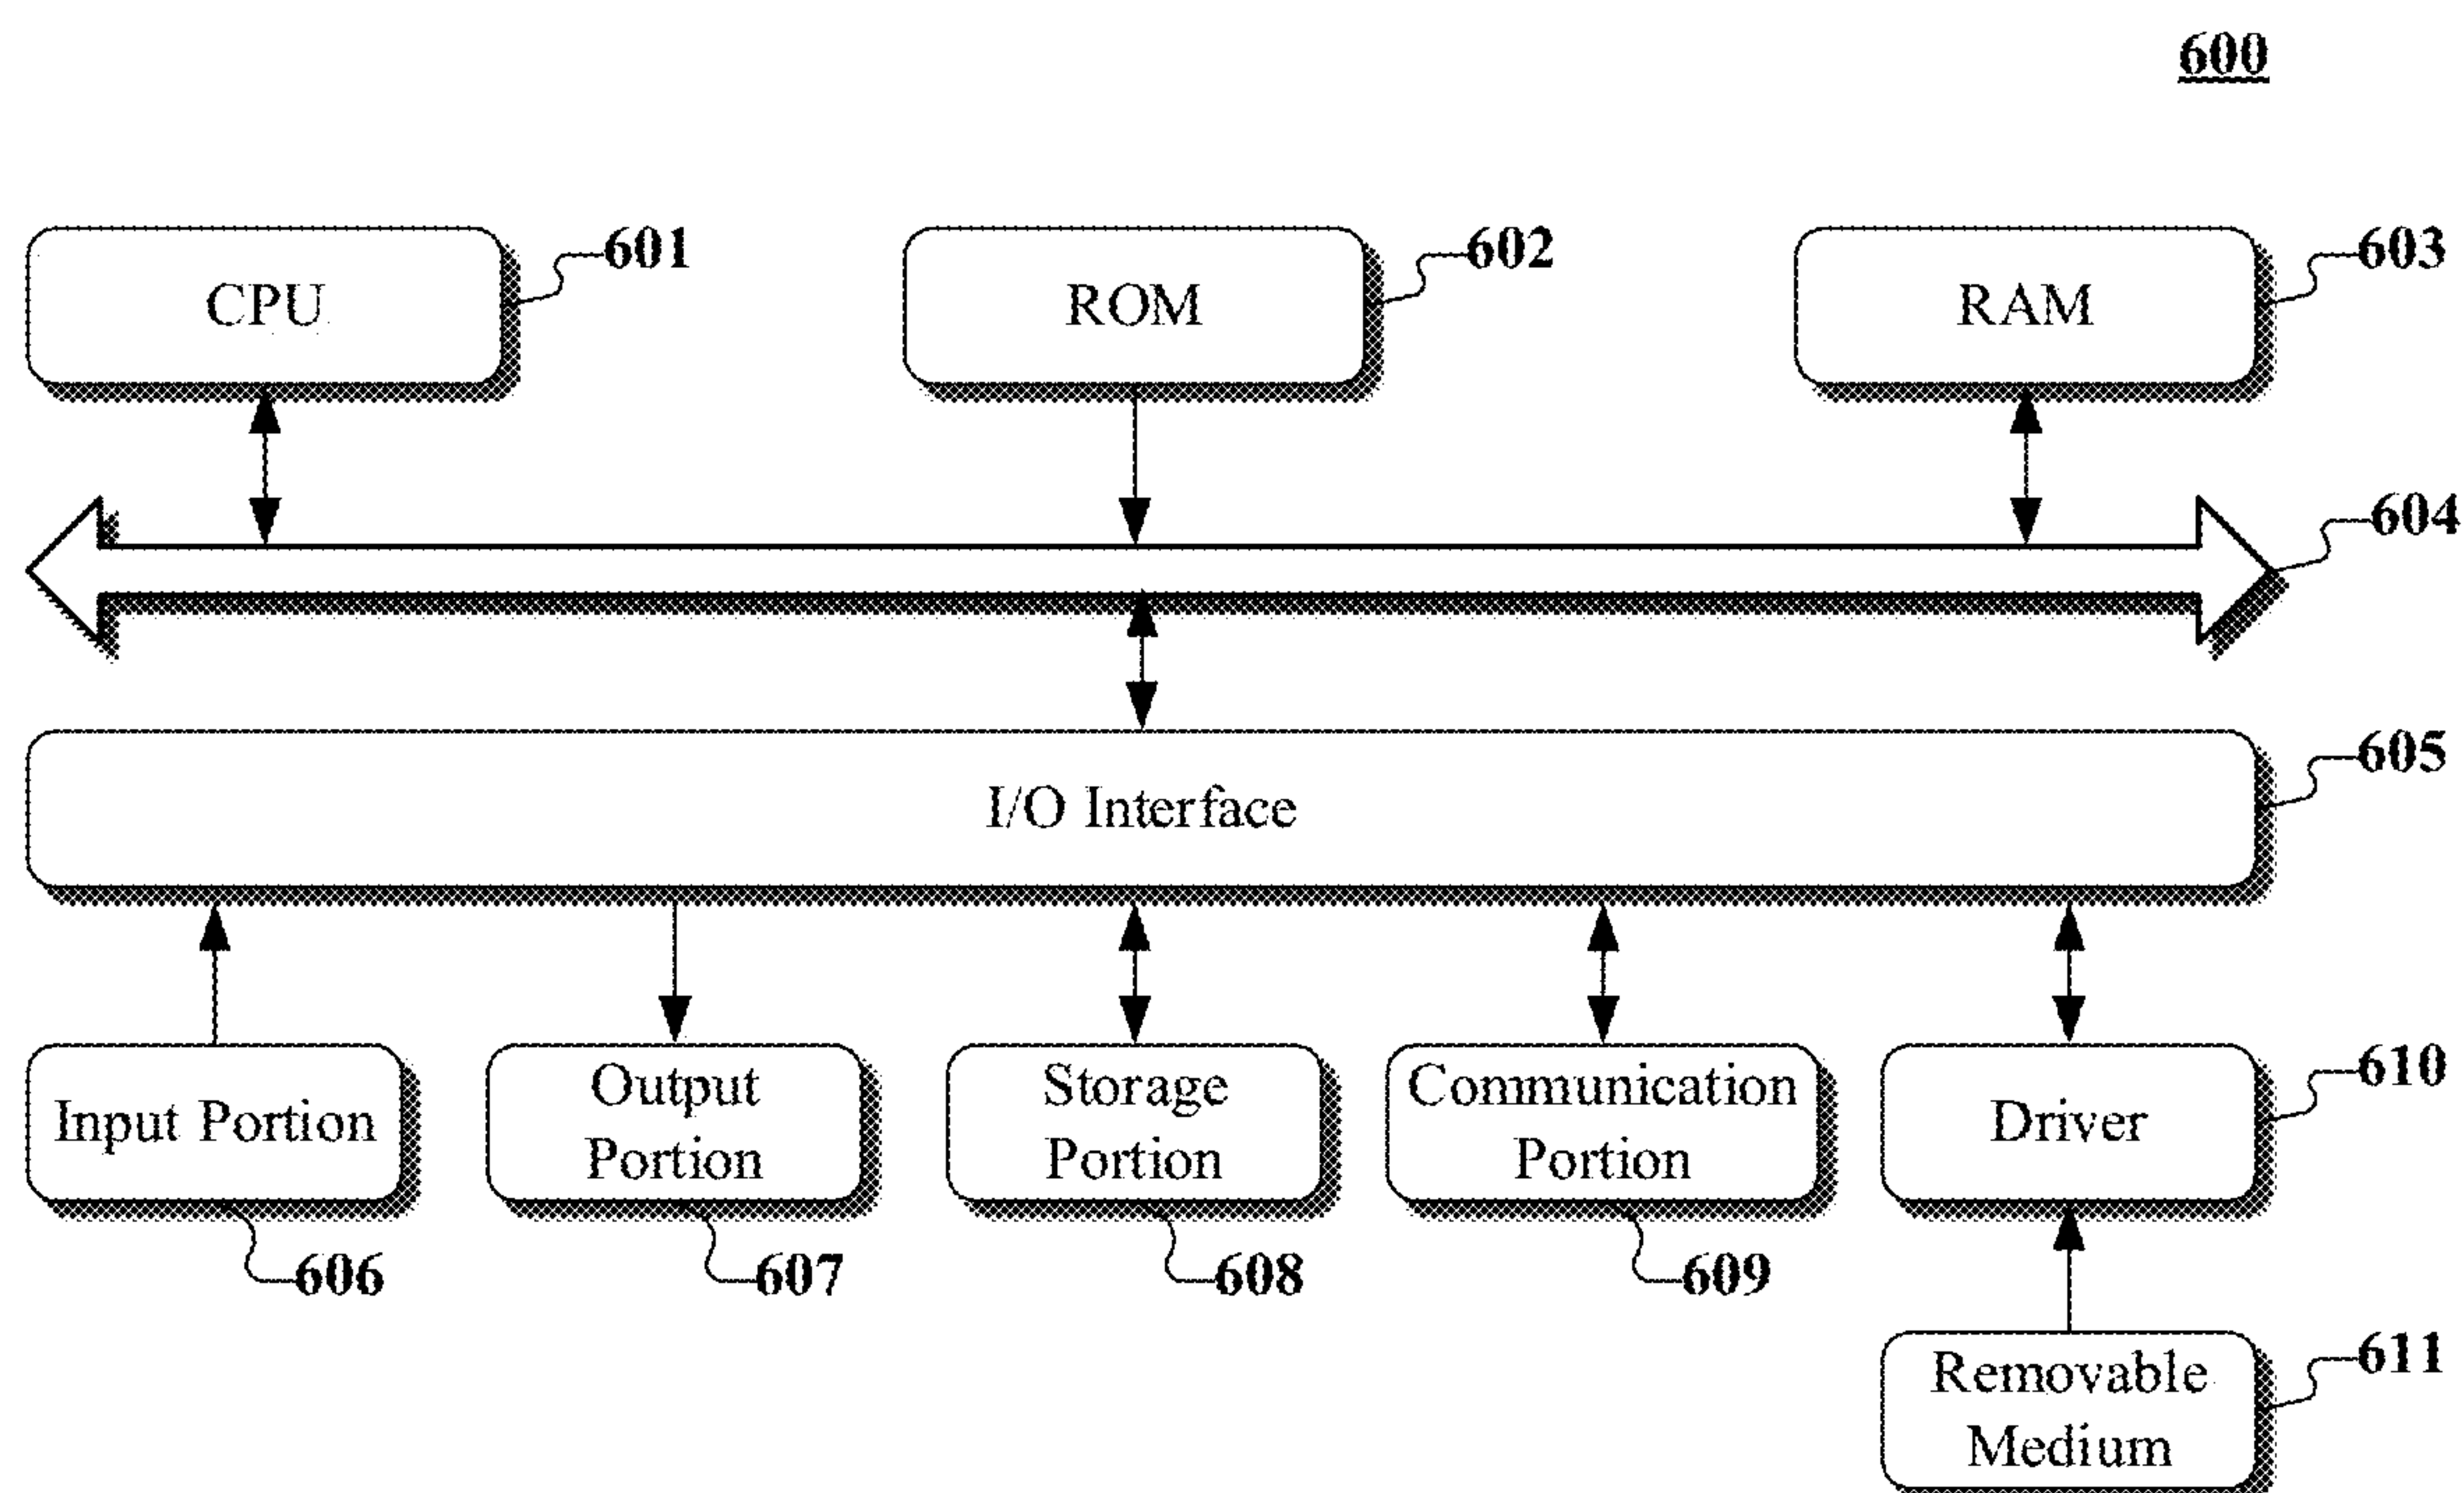 600
CPU
601
ROM
602
RAM
603
604
I/O Interface
605
Input Portion
606
Output
Portion
607
Storage
Portion
608
Communication
Portion
609
Driver
610
Removable
Medium
611